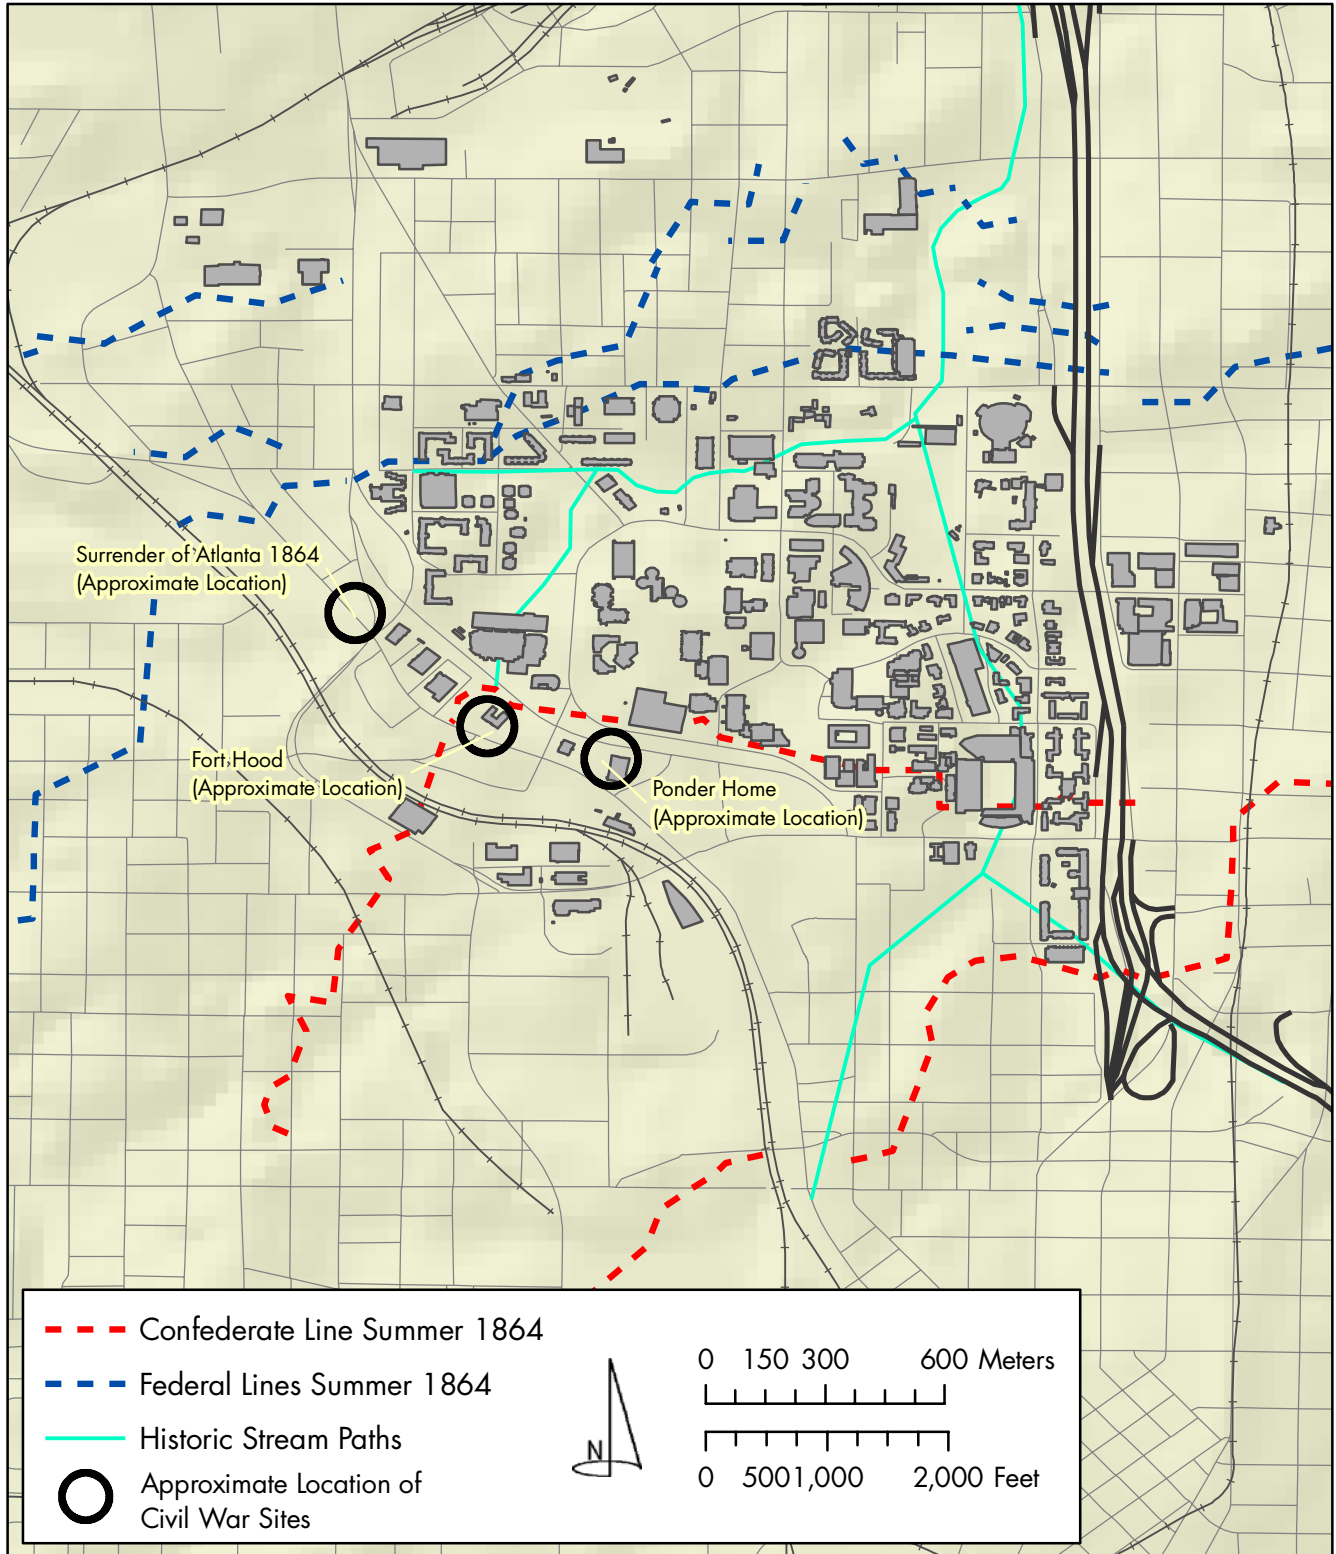 Surrender of Atlanta 1864
(Approximate Location)
Fort Hood
(Approximate Location)
Ponder Home
(Approximate Location)
Confederate Line Summer 1864
Federal Lines Summer 1864
Historic Stream Paths
Approximate Location of
Civil War Sites
N
0 150 300 600 Meters
0 500 1,000 2,000 Feet